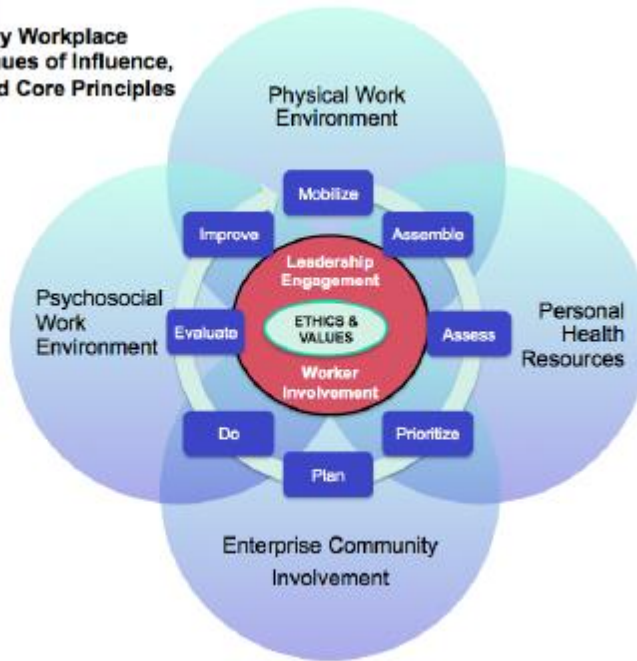 y Workplace
ues of Influence,
d Core Principles
Physical Work
Environment
Mobilize
Improve
Assemble
Leadership
Engagement
Psychosocial
Work
Environment
Evaluate
ETHICS &
VALUES
Assess
Personal
Health
Resources
Worker
Involvement
Do
Prioritize
Plan
Enterprise Community
Involvement